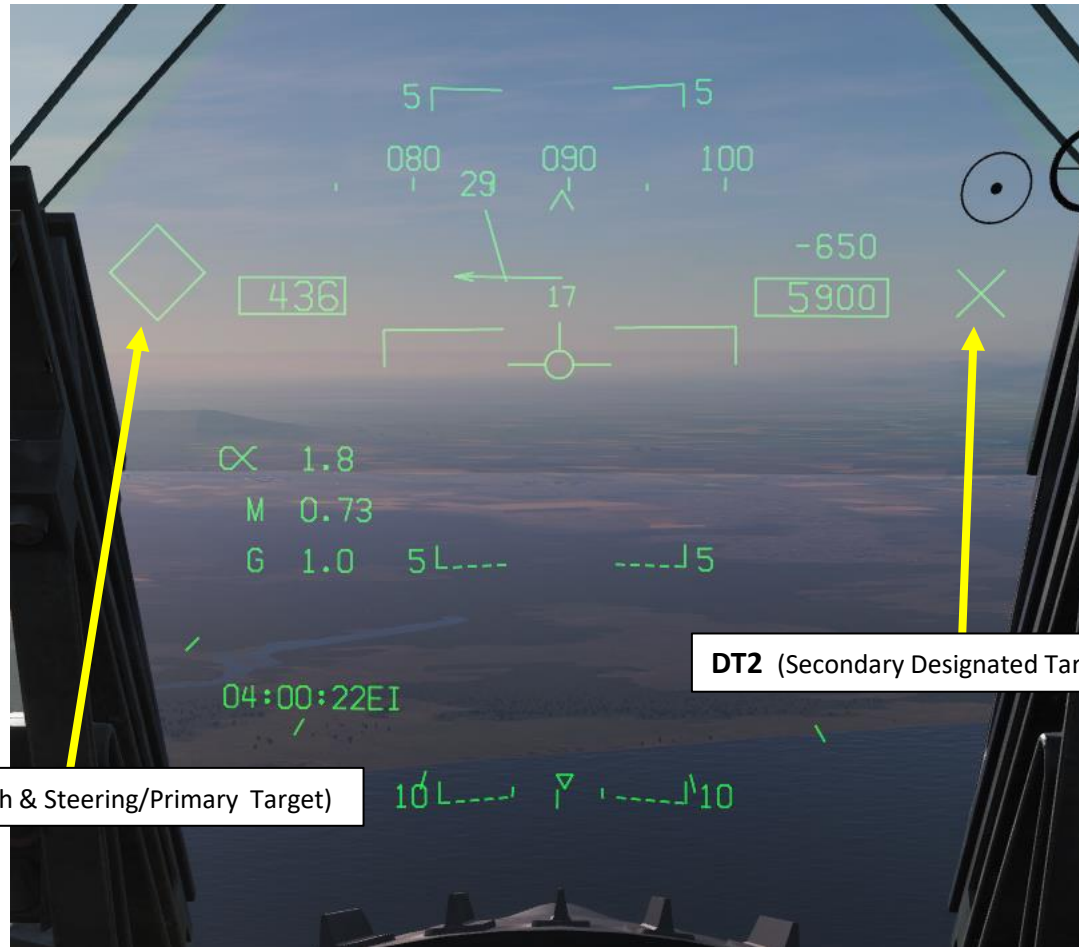 5 5
080 090 100
29
-650
436 17 5900
α 1.8
M 0.73
G 1.0 5 5
DT2 (Secondary Designated Tar
04:00:22EI
h & Steering/Primary Target)
10 10